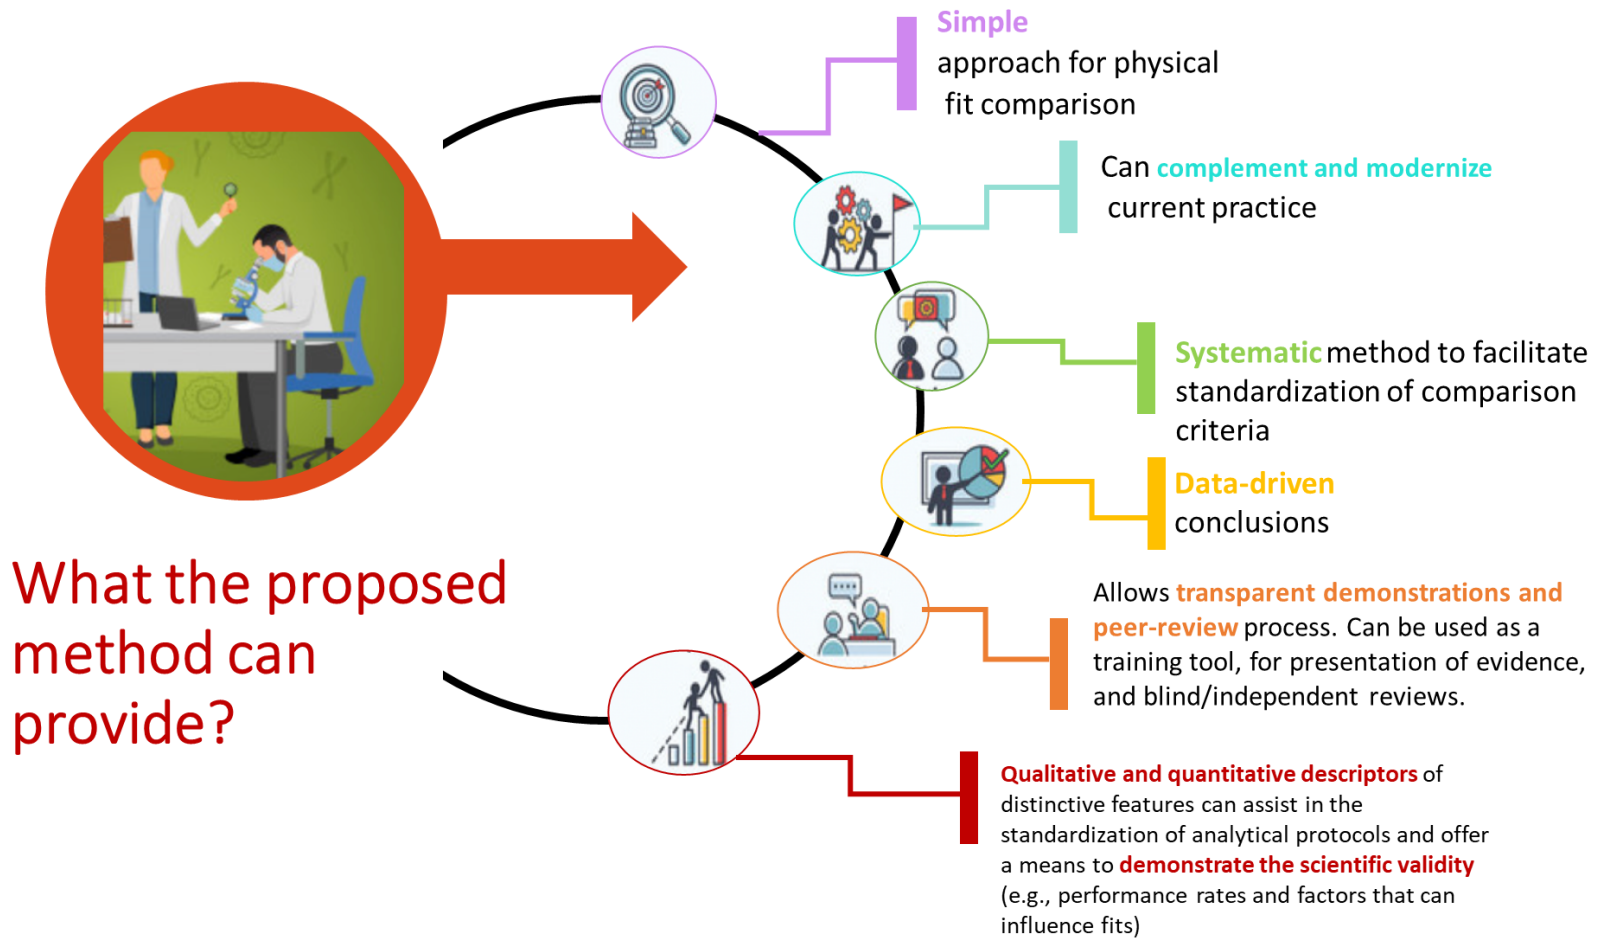 What the proposed
method can
provide?
Simple
approach for physical
fit comparison
Can complement and modernize
current practice
Systematic method to facilitate
standardization of comparison
criteria
Data-driven
conclusions
Allows transparent demonstrations and
peer-review process. Can be used as a
training tool, for presentation of evidence,
and blind/independent reviews.
Qualitative and quantitative descriptors of
distinctive features can assist in the
standardization of analytical protocols and offer
a means to demonstrate the scientific validity
(e.g., performance rates and factors that can
influence fits)